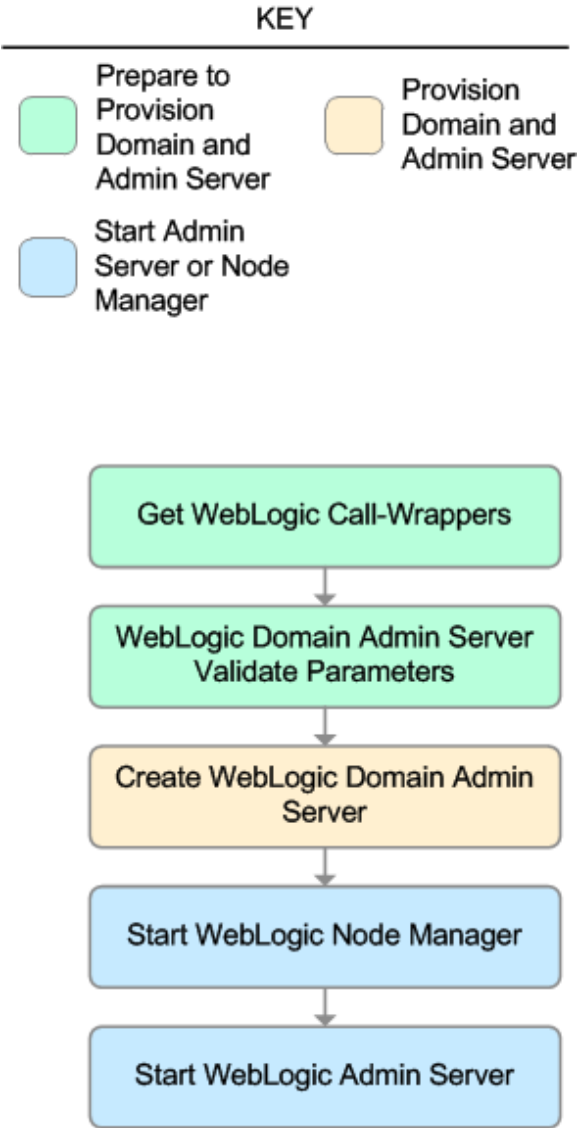 KEY
Prepare to
Provision
Domain and
Admin Server
Provision
Domain and
Admin Server
Start Admin
Server or Node
Manager
Get WebLogic Call-Wrappers
WebLogic Domain Admin Server
Validate Parameters
Create WebLogic Domain Admin
Server
Start WebLogic Node Manager
Start WebLogic Admin Server